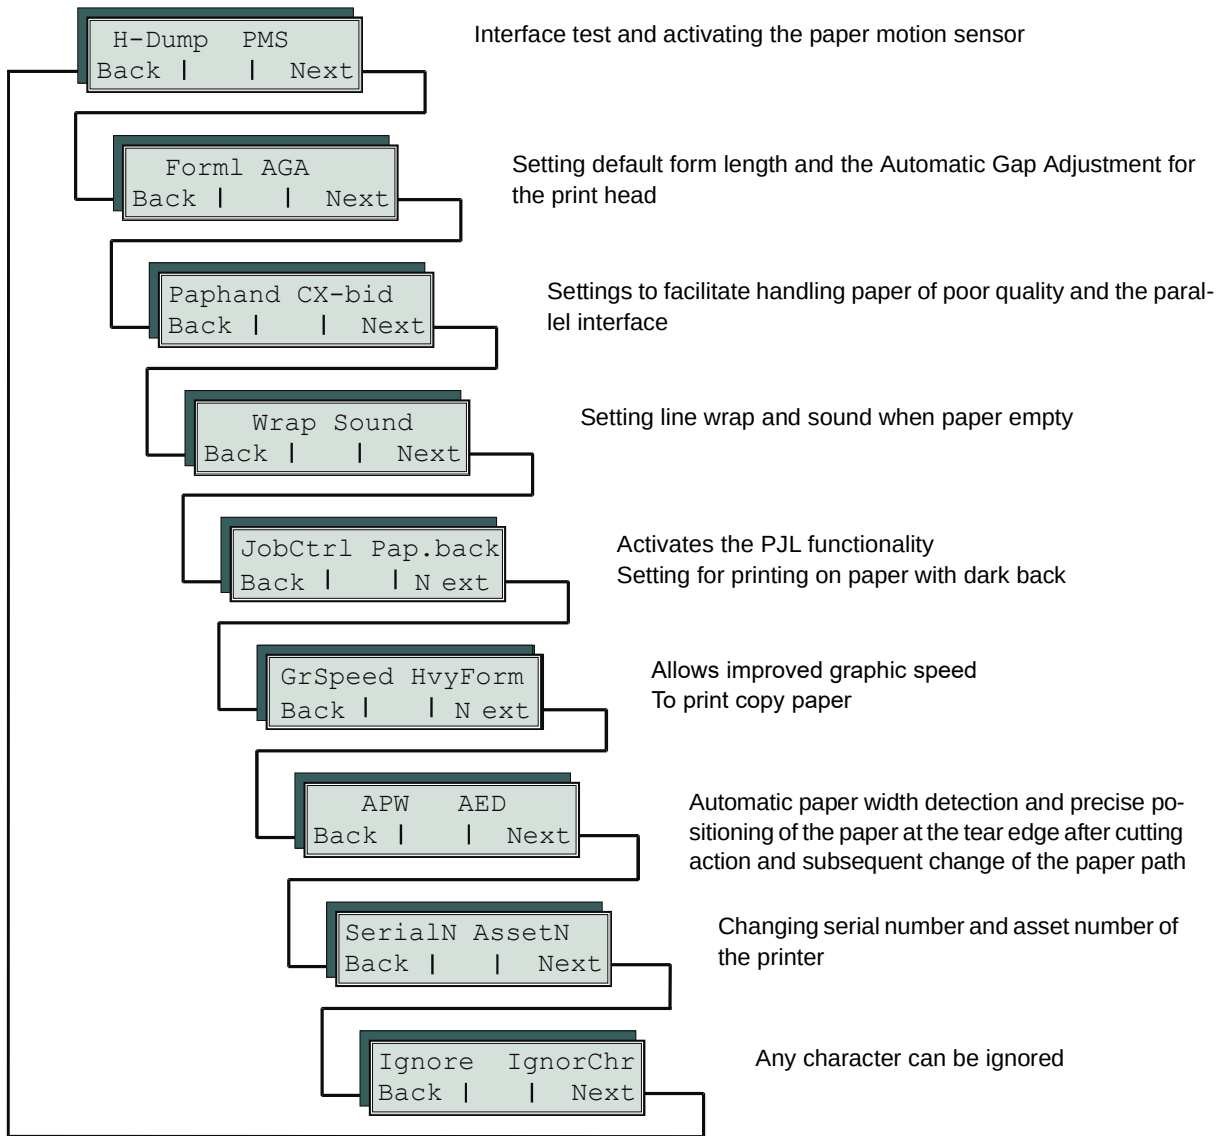 H-Dump PMS
Back | | Next
Interface test and activating the paper motion sensor
Forml AGA
Back | | Next
Setting default form length and the Automatic Gap Adjustment for
the print head
Paphand CX-bid
Back | | Next
Settings to facilitate handling paper of poor quality and the paral-
lel interface
Wrap Sound
Back | | Next
Setting line wrap and sound when paper empty
JobCtrl Pap.back
Back | | N ext
Activates the PJL functionality
Setting for printing on paper with dark back
GrSpeed HvyForm
Back | | N ext
Allows improved graphic speed
To print copy paper
APW AED
Back | | Next
Automatic paper width detection and precise po-
sitioning of the paper at the tear edge after cutting
action and subsequent change of the paper path
SerialN AssetN
Back | | Next
Changing serial number and asset number of
the printer
Ignore IgnorChr
Back | | Next
Any character can be ignored